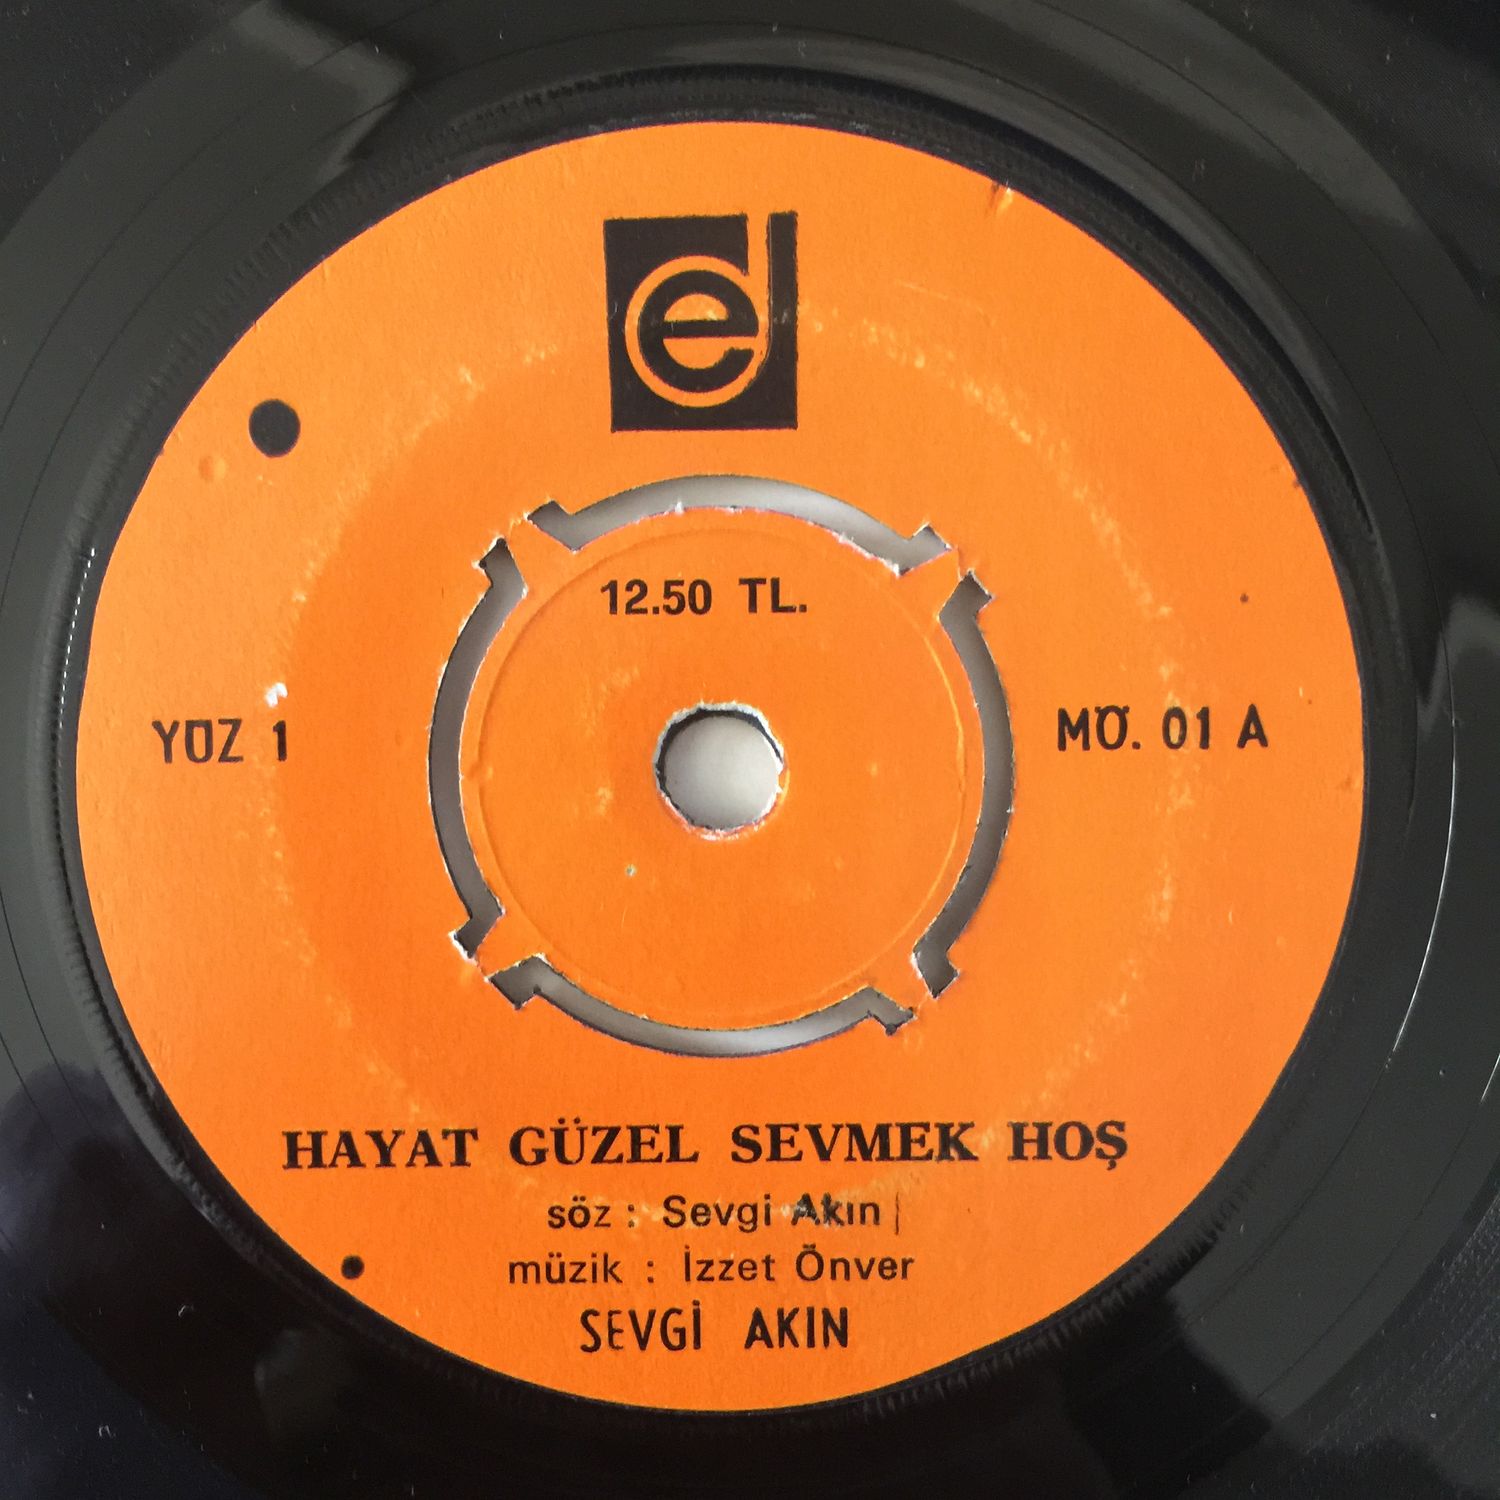 ed
12.50 TL.
YÜZ 1
MÖ. 01 A
HAYAT GÜZEL SEVMEK HOŞ
söz : Sevgi Akın
müzik : İzzet Önver
SEVGİ AKIN